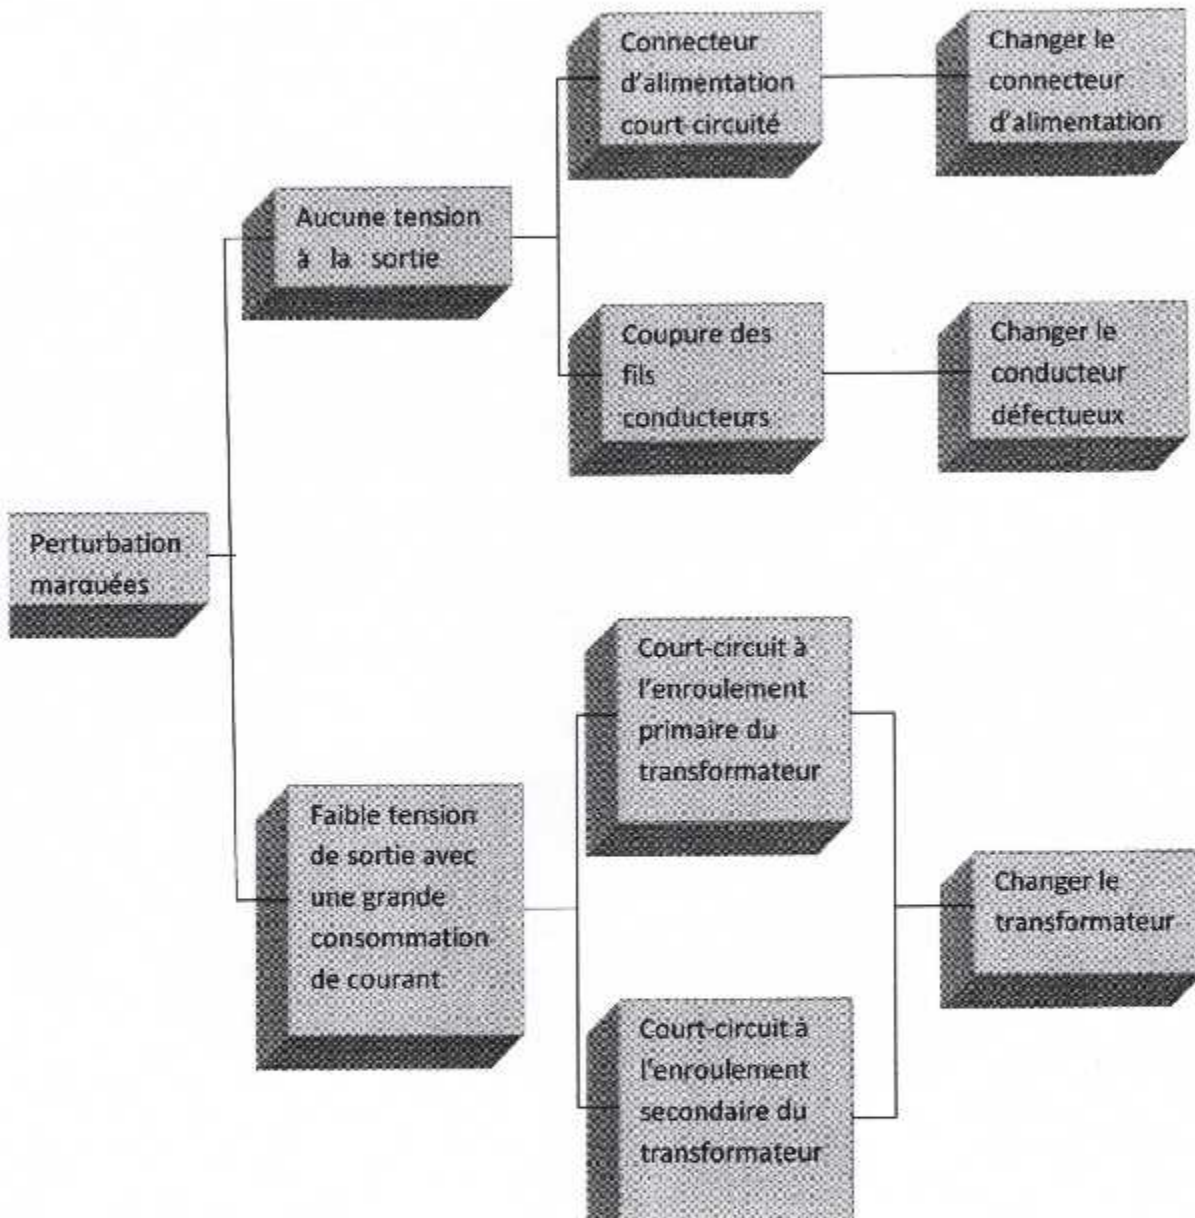 Connecteur
d'alimentation
court circuité
Changer le
connecteur
d'alimentation
Aucune tension
à la sortie
Coupure des
fils
conducteurs
Changer le
conducteur
défectueux
Perturbation
marquées
Court-circuit à
l'enroulement
primaire du
transformateur
Faible tension
de sortie avec
une grande
consommation
de courant
Changer le
transformateur
Court-circuit à
l'enroulement
secondaire du
transformateur